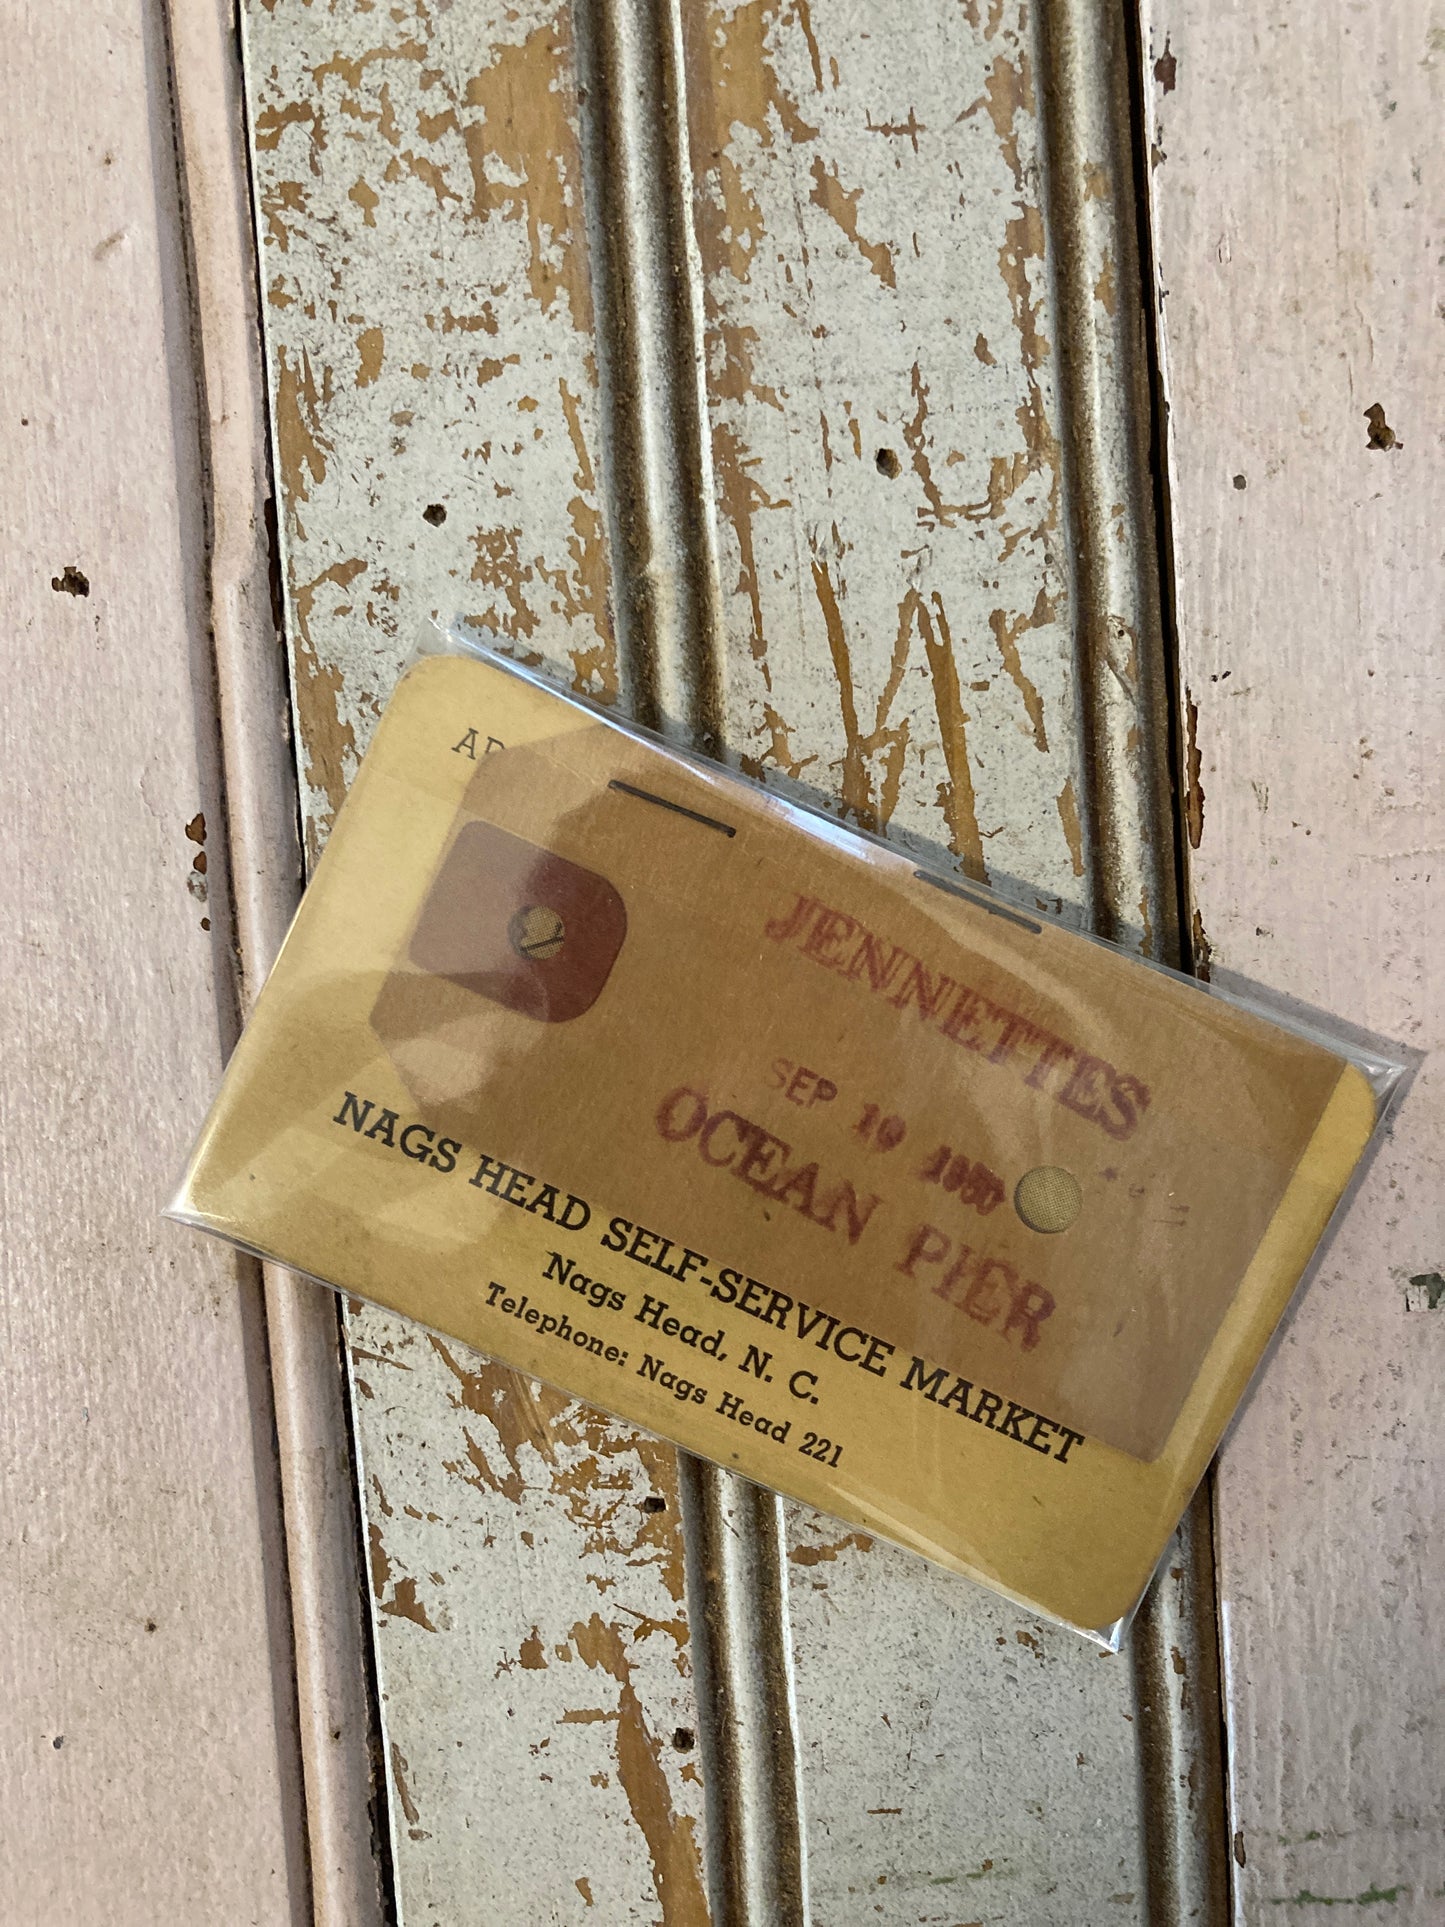 JENNETTES
SEP 10 1950
OCEAN PIER
NAGS HEAD SELF-SERVICE MARKET
Nags Head, N. C.
Telephone: Nags Head 221